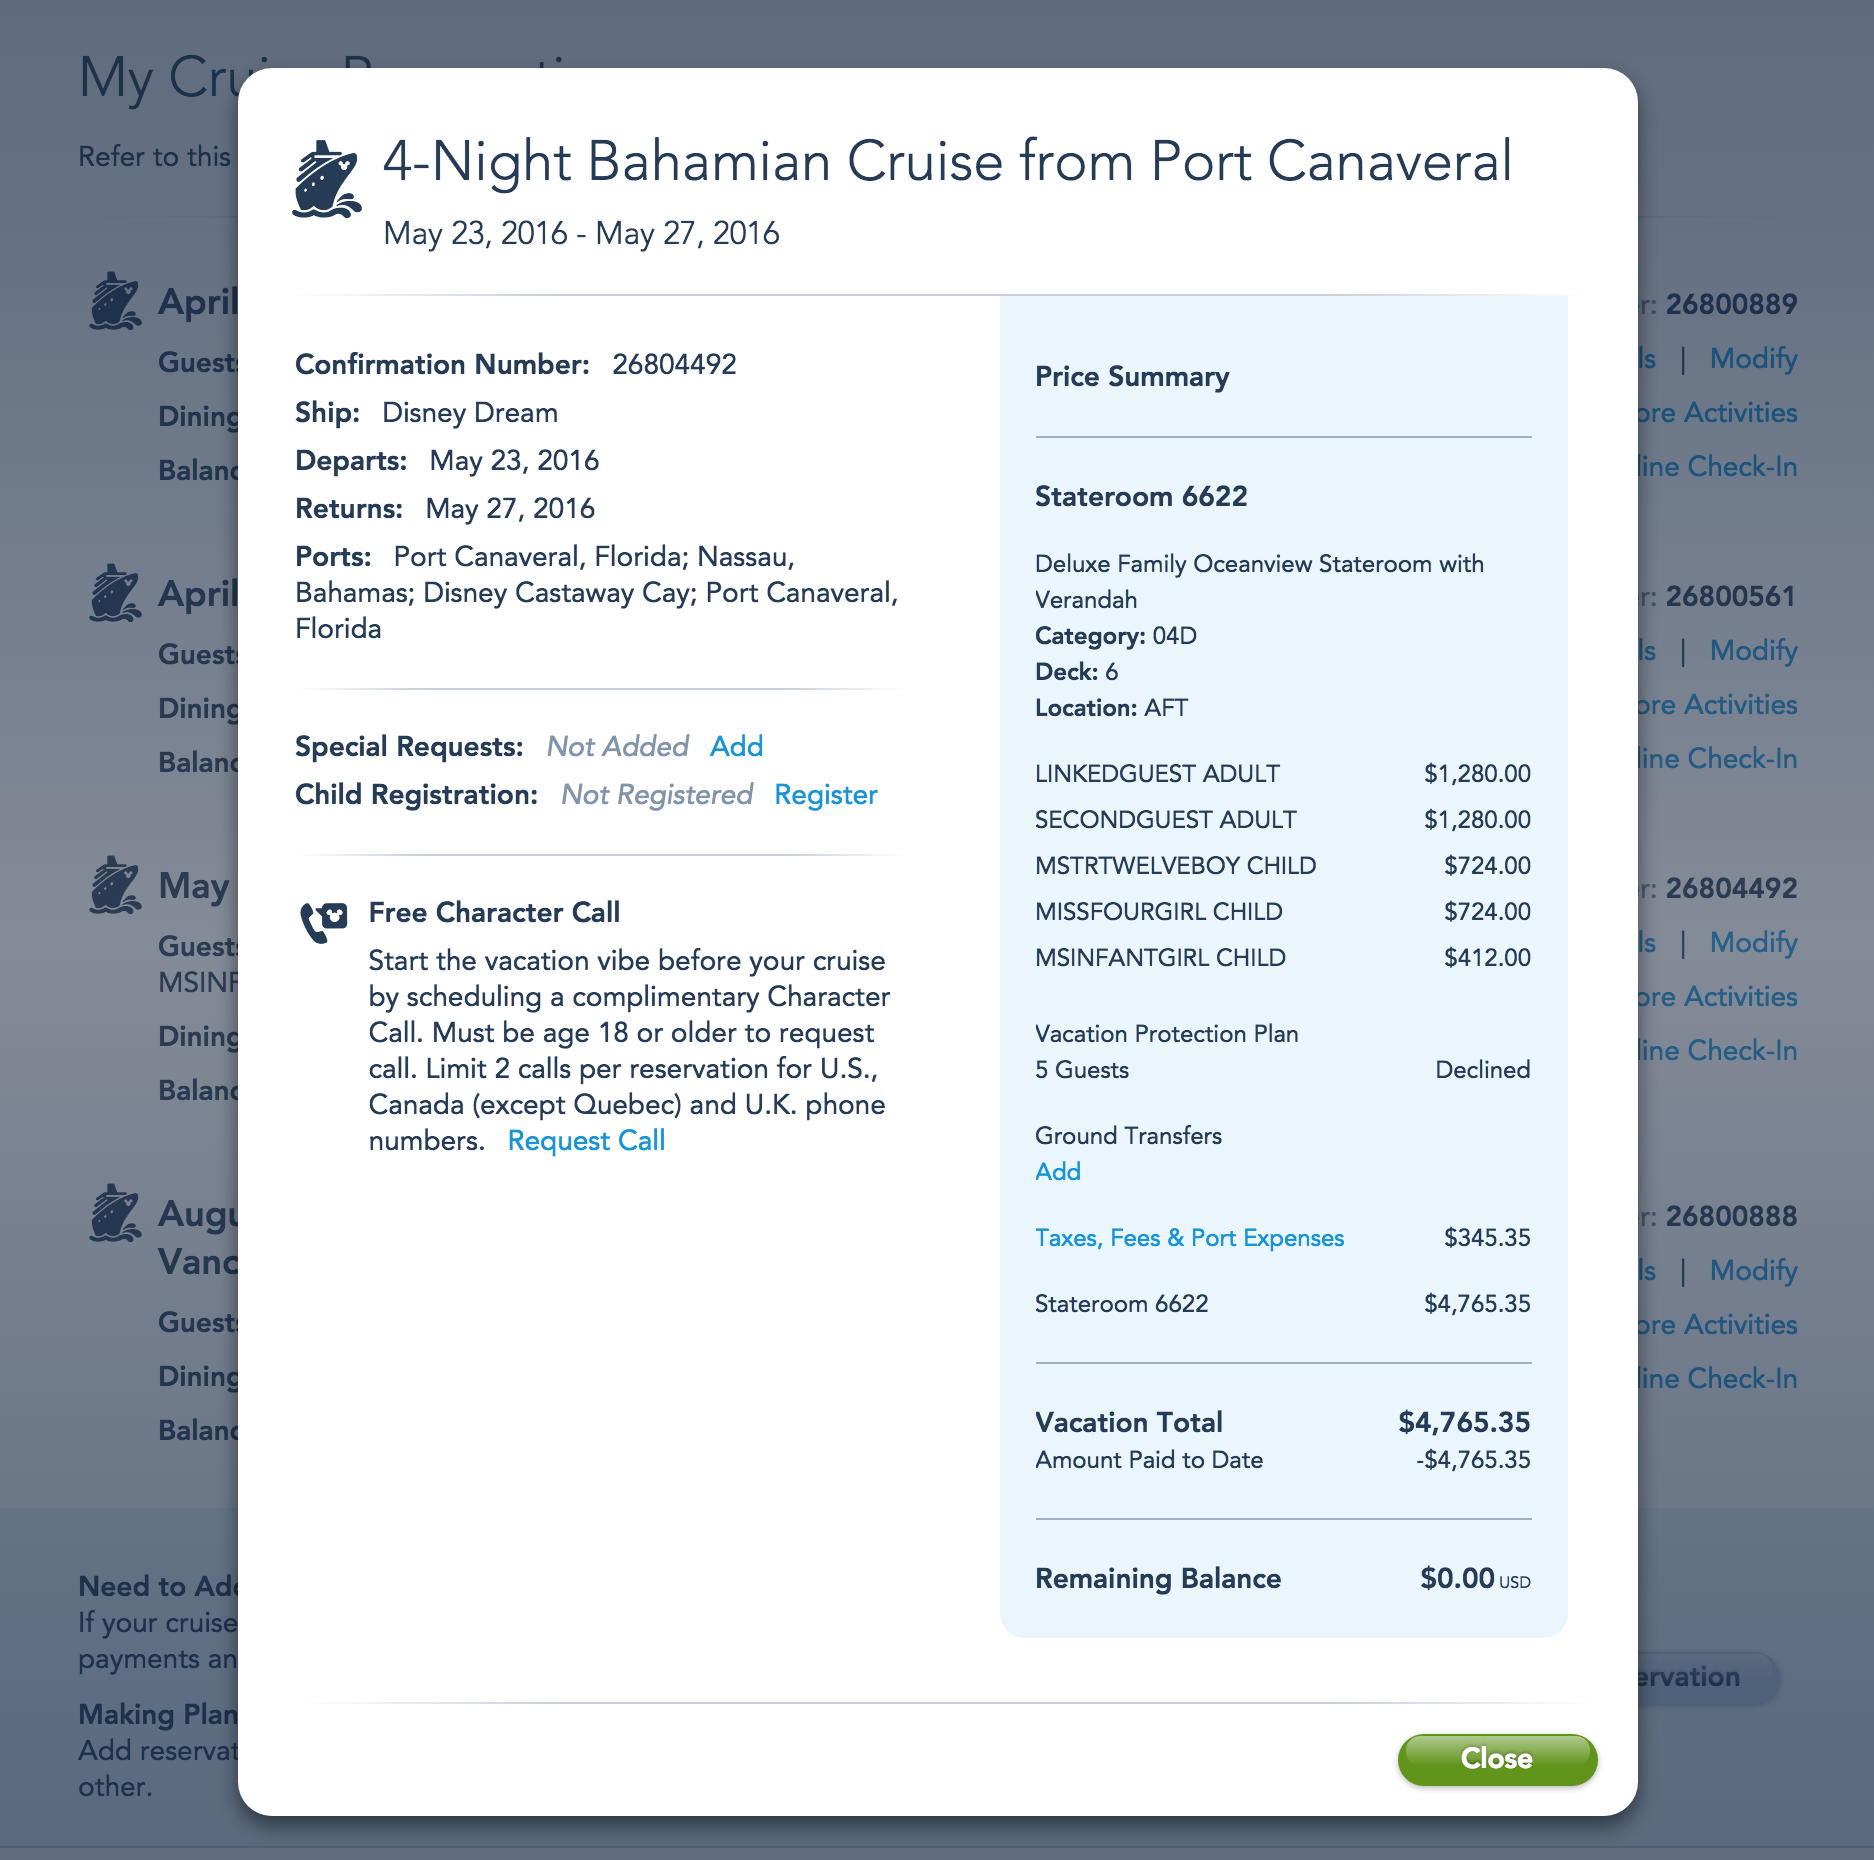 My Cru
Refer to this
4-Night Bahamian Cruise from Port Canaveral
May 23, 2016 - May 27, 2016
Confirmation Number: 26804492
Ship: Disney Dream
Departs: May 23, 2016
Returns: May 27, 2016
Ports: Port Canaveral, Florida; Nassau,
Bahamas; Disney Castaway Cay; Port Canaveral,
Florida
Special Requests: Not Added Add
Child Registration: Not Registered Register
Free Character Call
Start the vacation vibe before your cruise
by scheduling a complimentary Character
Call. Must be age 18 or older to request
call. Limit 2 calls per reservation for U.S.,
Canada (except Quebec) and U.K. phone
numbers. Request Call
Price Summary
Stateroom 6622
Deluxe Family Oceanview Stateroom with
Verandah
Category: 04D
Deck: 6
Location: AFT
LINKEDGUEST ADULT $1,280.00
SECONDGUEST ADULT $1,280.00
MSTRTWELVEBOY CHILD $724.00
MISSFOURGIRL CHILD $724.00
MSINFANTGIRL CHILD $412.00
Vacation Protection Plan
5 Guests Declined
Ground Transfers
Add
Taxes, Fees & Port Expenses $345.35
Stateroom 6622 $4,765.35
Vacation Total $4,765.35
Amount Paid to Date -$4,765.35
Remaining Balance $0.00 USD
Close
April
Guests
Dining
Balanc
r: 26800889
ls | Modify
ore Activities
line Check-In
April
Guests
Dining
Balanc
r: 26800561
ls | Modify
ore Activities
line Check-In
May
Guests
MSINF
Dining
Balanc
r: 26804492
ls | Modify
ore Activities
line Check-In
Augu
Vanc
Guests
Dining
Balanc
r: 26800888
ls | Modify
ore Activities
line Check-In
Need to Add
If your cruise
payments an
Making Plan
Add reservat
other.
ervation